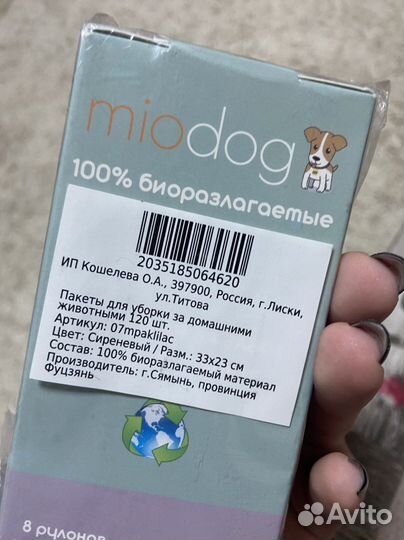 miodog
100% биоразлагаемые
2035185064620
ИП Кошелева О.А., 397900, Россия, г.Лиски,
ул.Титова
Пакеты для уборки за домашними
животными 120 шт.
Артикул: 07mpaklilac
Цвет: Сиреневый / Разм.: 33x23 см
Состав: 100% биоразлагаемый материал
Производитель: г.Сямынь, провинция
Фуцзянь
8 рулонов
Avito